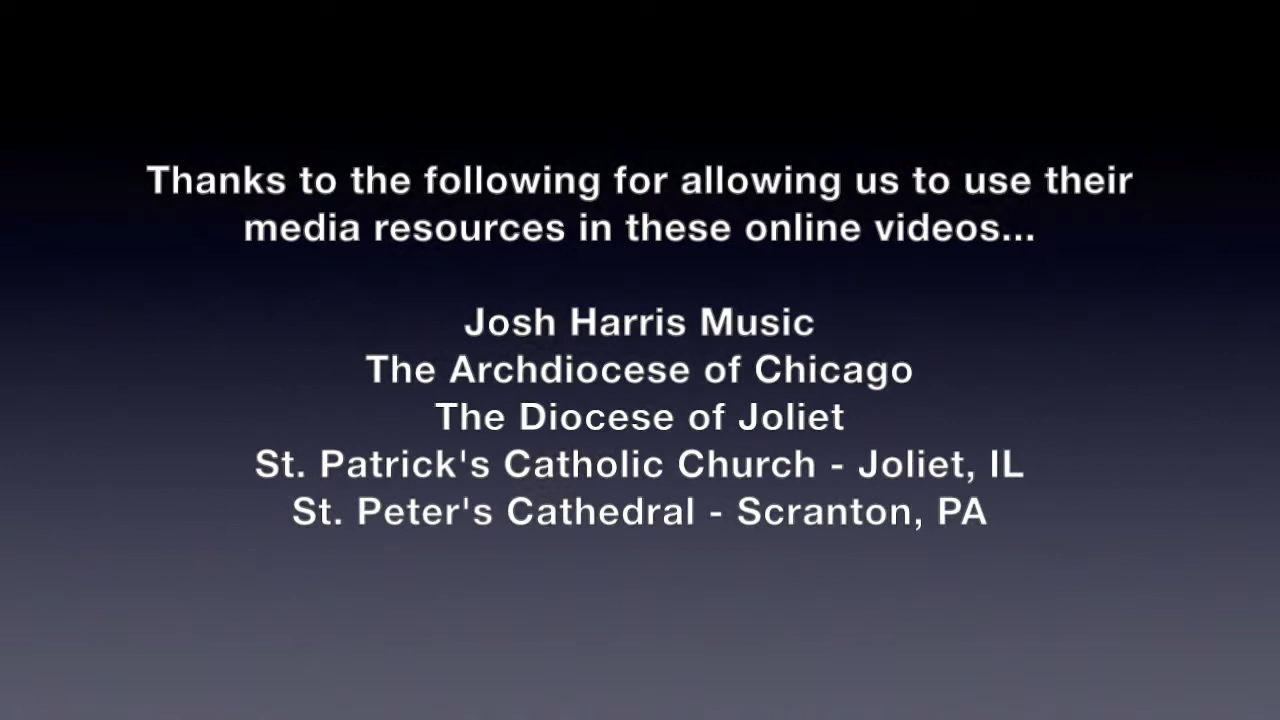 Thanks to the following for allowing us to use their
media resources in these online videos...
Josh Harris Music
The Archdiocese of Chicago
The Diocese of Joliet
St. Patrick's Catholic Church - Joliet, IL
St. Peter's Cathedral - Scranton, PA